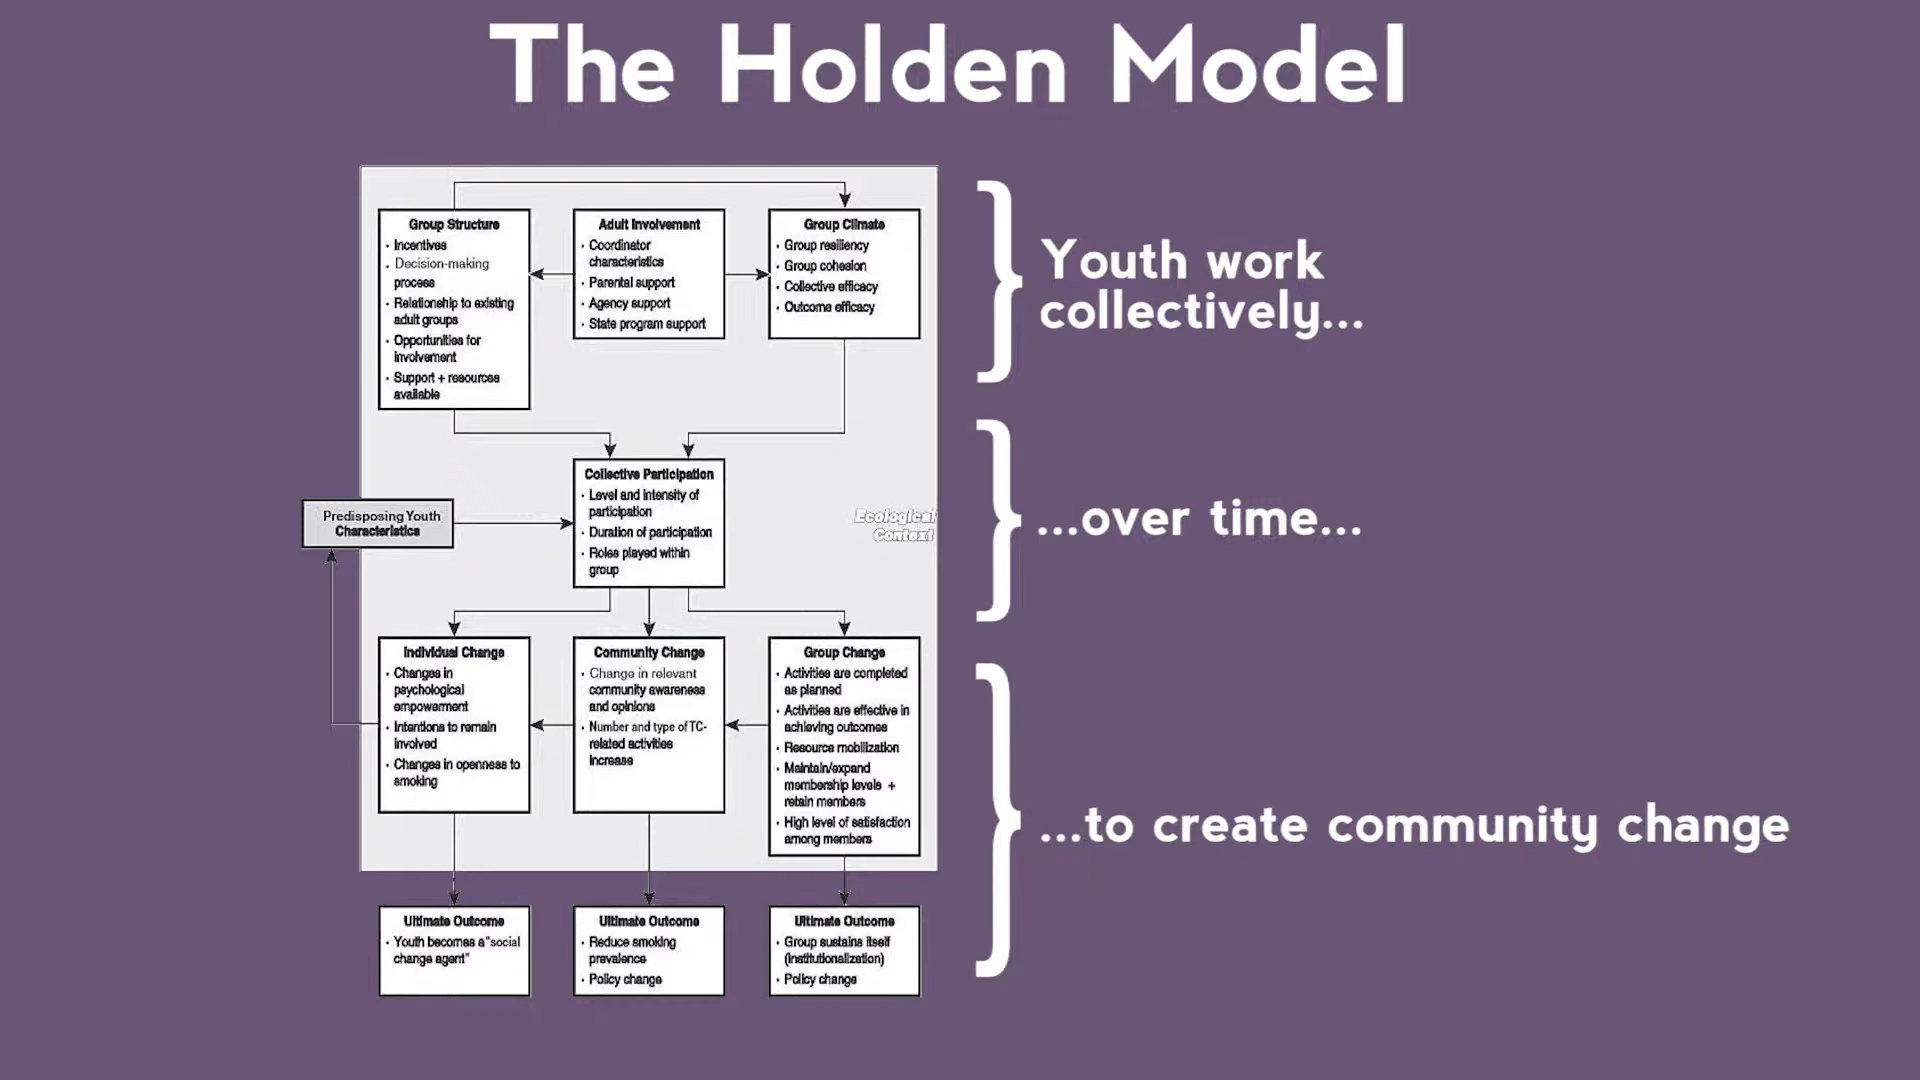 The Holden Model
Group Structure
· Incentives
· Decision-making
process
· Relationship to existing
adult groups
· Opportunities for
involvement
· Support + resources
available
Adult Involvement
· Coordinator
characteristics
· Parental support
· Agency support
· State program support
Group Climate
· Group resiliency
· Group cohesion
· Collective efficacy
· Outcome efficacy
Youth work
collectively...
Predisposing Youth
Characteristics
Collective Participation
· Level and intensity of
participation
· Duration of participation
· Roles played within
group
Ecological
Context
...over time...
Individual Change
· Changes in
psychological
empowerment
· Intentions to remain
involved
· Changes in openness to
smoking
Community Change
· Change in relevant
community awareness
and opinions
· Number and type of TC-
related activities
increase
Group Change
· Activities are completed
as planned
· Activities are effective in
achieving outcomes
· Resource mobilization
· Maintain/expand
membership levels +
retain members
· High level of satisfaction
among members
...to create community change
Ultimate Outcome
· Youth becomes a "social
change agent"
Ultimate Outcome
· Reduce smoking
prevalence
· Policy change
Ultimate Outcome
· Group sustains itself
(institutionalization)
· Policy change